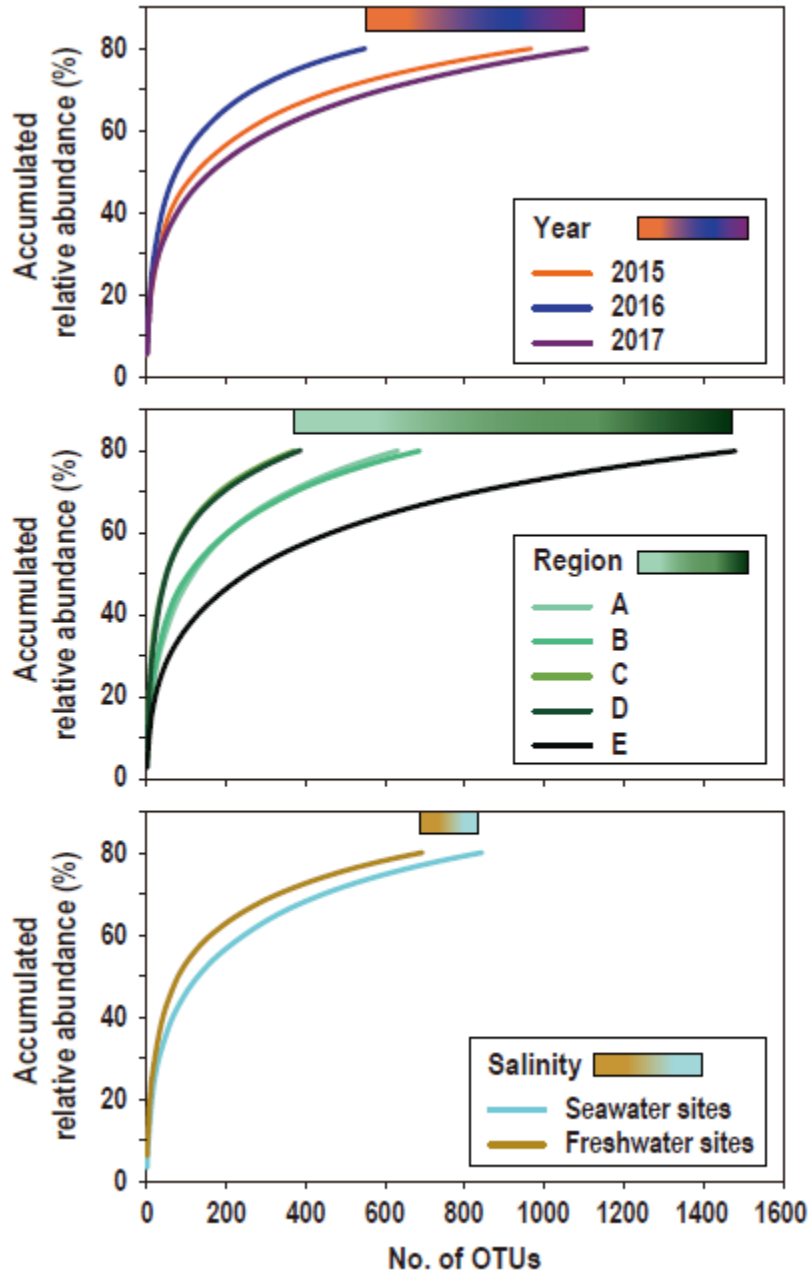 Accumulated
relative abundance (%)
80
60
40
20
0
Year
2015
2016
2017
Accumulated
relative abundance (%)
80
60
40
20
0
Region
A
B
C
D
E
Accumulated
relative abundance (%)
80
60
40
20
0
Salinity
Seawater sites
Freshwater sites
0 200 400 600 800 1000 1200 1400 1600
No. of OTUs